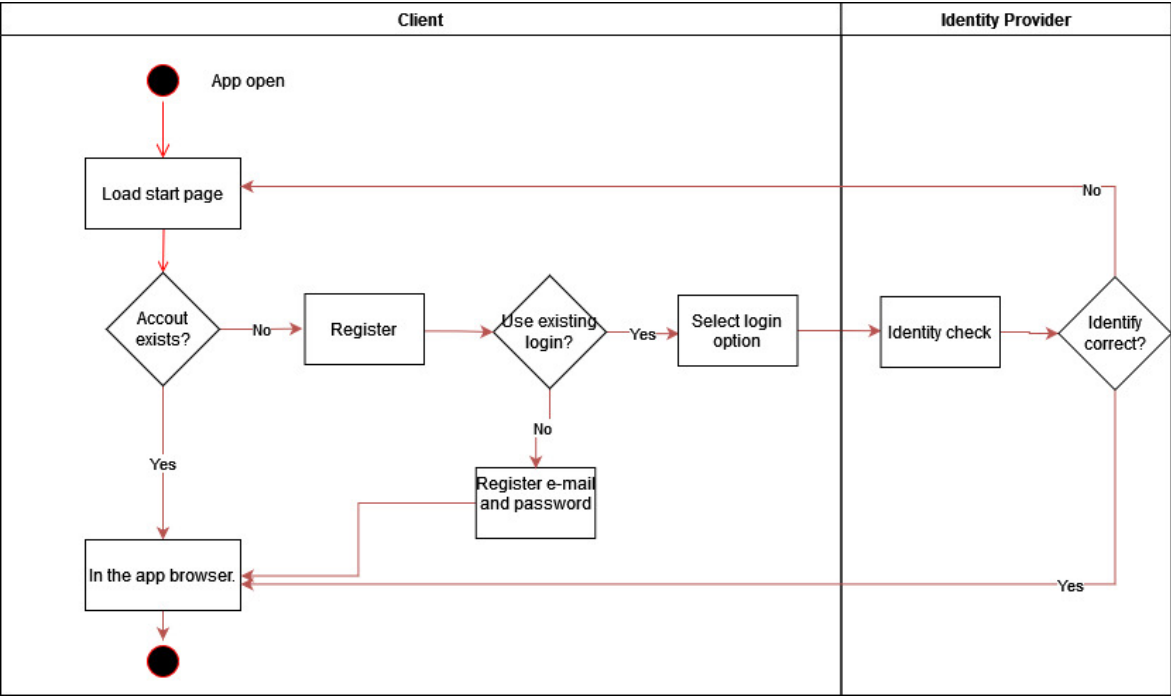 Client
Identity Provider
App open
Load start page
No
Accout
exists?
No
Register
Use existing
login?
Yes
Select login
option
Identity check
Identify
correct?
No
Yes
Register e-mail
and password
In the app browser.
Yes